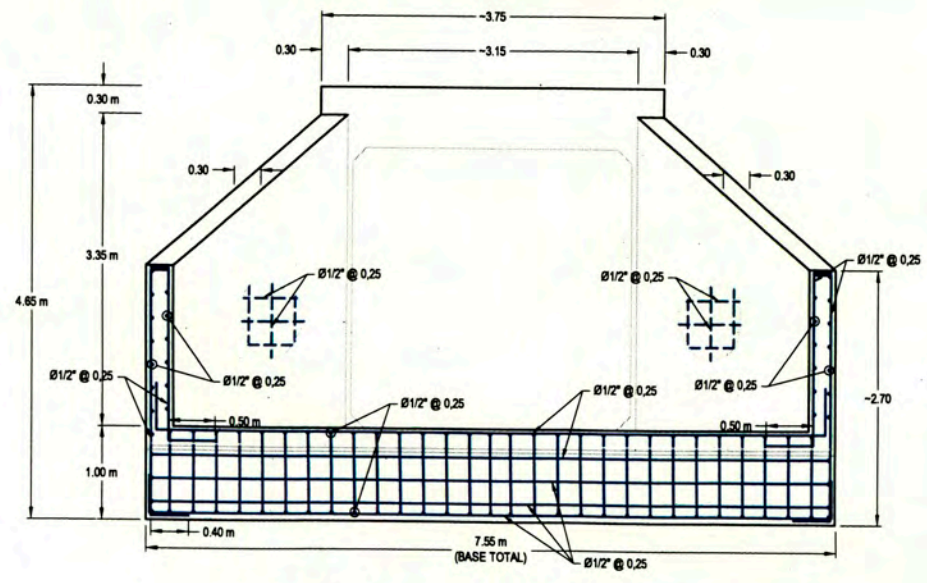 ~3.75
0.30
~3.15
0.30
0.30 m
0.30
0.30
3.35 m
Ø1/2" @ 0,25
Ø1/2" @ 0,25
Ø1/2" @ 0,25
4.65 m
Ø1/2" @ 0,25
Ø1/2" @ 0,25
Ø1/2" @ 0,25
Ø1/2" @ 0,25
Ø1/2" @ 0,25
Ø1/2" @ 0,25
~2.70
0.50 m
0.50 m
1.00 m
0.40 m
7.55 m
(BASE TOTAL)
Ø1/2" @ 0,25